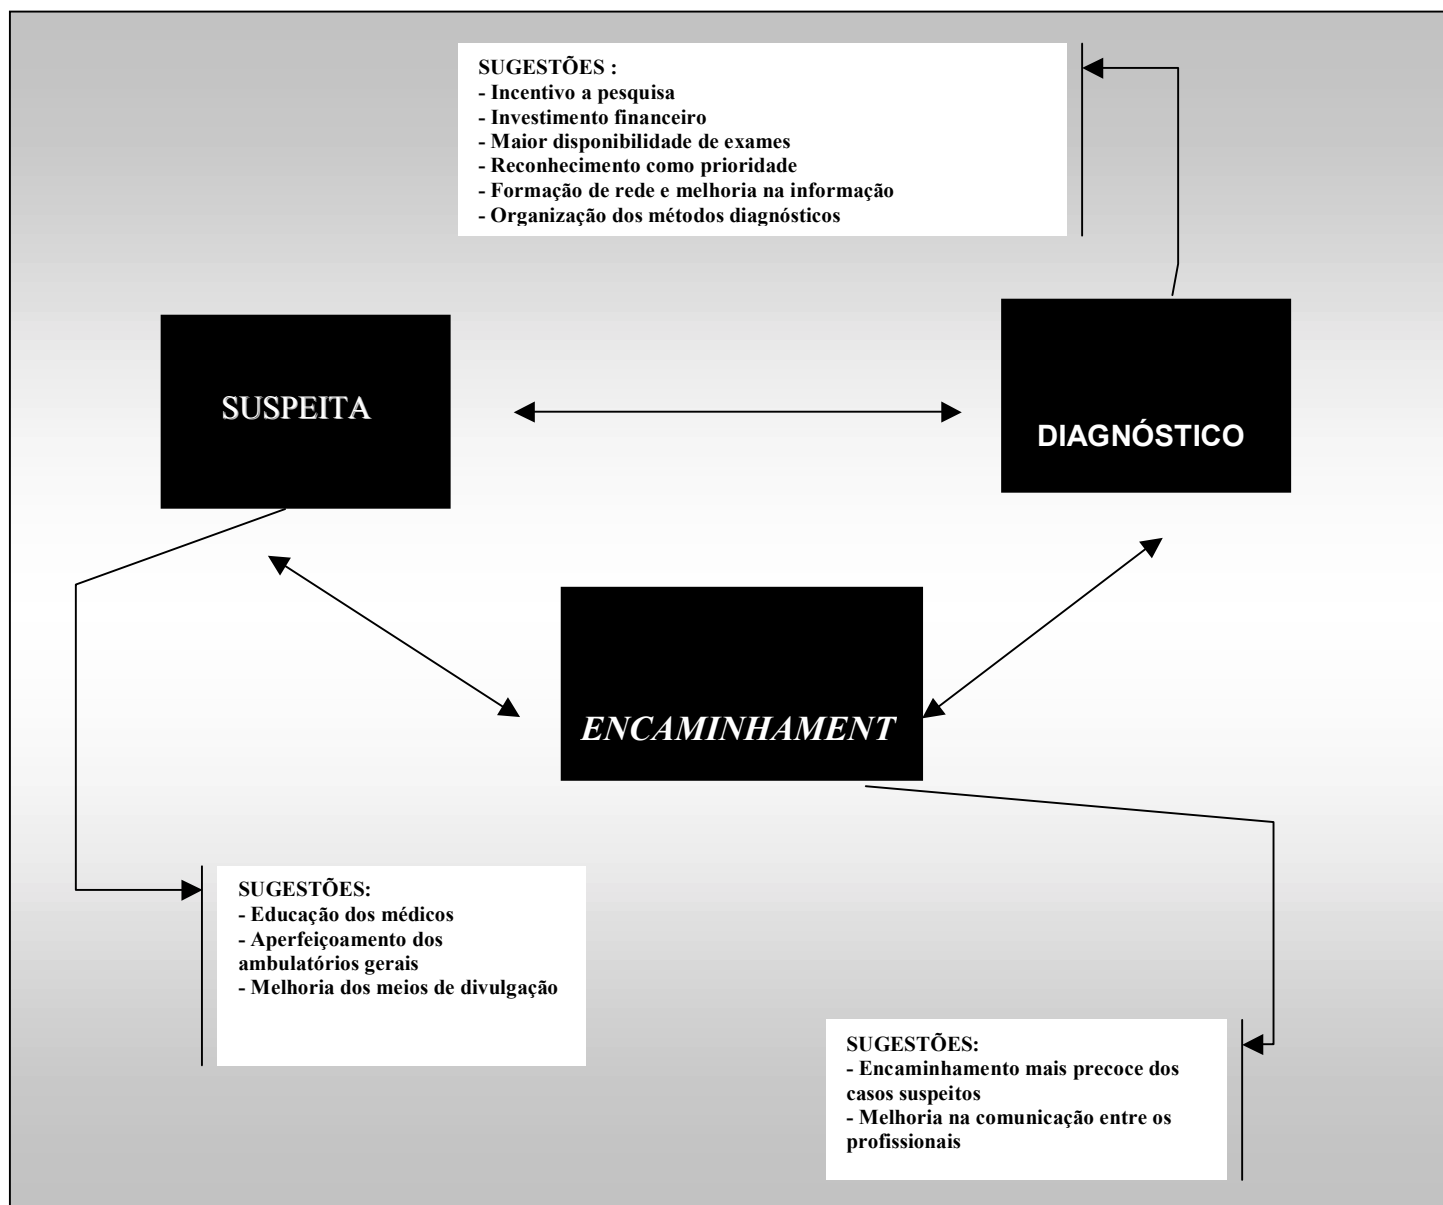 SUGESTÕES :
- Incentivo a pesquisa
- Investimento financeiro
- Maior disponibilidade de exames
- Reconhecimento como prioridade
- Formação de rede e melhoria na informação
- Organização dos métodos diagnósticos
SUSPEITA
DIAGNÓSTICO
ENCAMINHAMENT
SUGESTÕES:
- Educação dos médicos
- Aperfeiçoamento dos
ambulatórios gerais
- Melhoria dos meios de divulgação
SUGESTÕES:
- Encaminhamento mais precoce dos
casos suspeitos
- Melhoria na comunicação entre os
profissionais